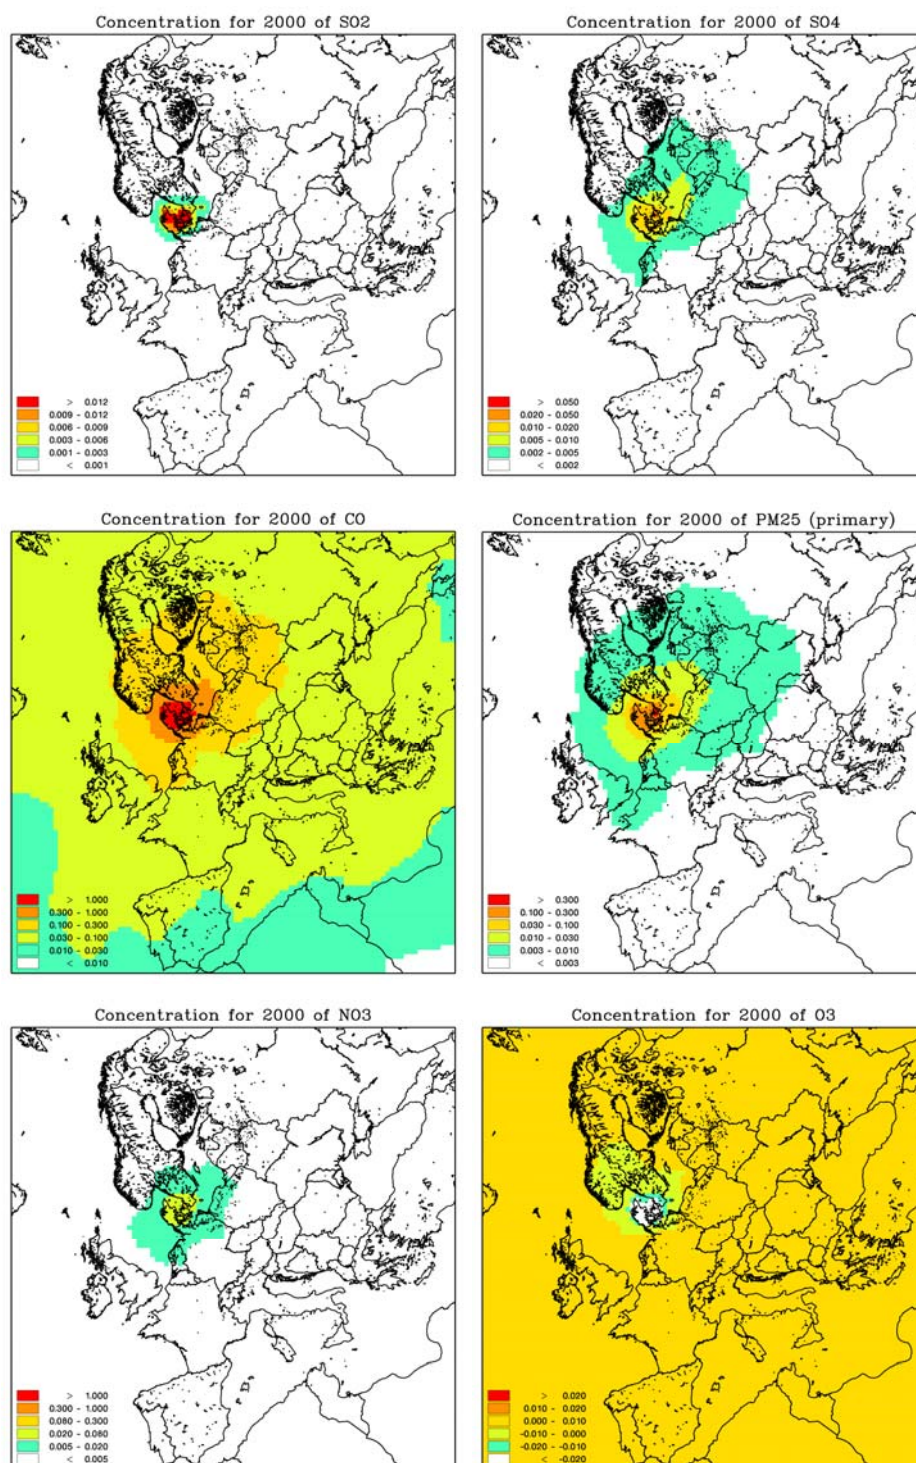 Concentration for 2000 of SO2
> 0.012
0.009 - 0.012
0.006 - 0.009
0.003 - 0.006
0.001 - 0.003
< 0.001
Concentration for 2000 of SO4
> 0.050
0.020 - 0.050
0.010 - 0.020
0.005 - 0.010
0.002 - 0.005
< 0.002
Concentration for 2000 of CO
> 1.000
0.300 - 1.000
0.100 - 0.300
0.030 - 0.100
0.010 - 0.030
< 0.010
Concentration for 2000 of PM25 (primary)
> 0.300
0.100 - 0.300
0.030 - 0.100
0.010 - 0.030
0.003 - 0.010
< 0.003
Concentration for 2000 of NO3
> 1.000
0.300 - 1.000
0.080 - 0.300
0.020 - 0.080
0.005 - 0.020
< 0.005
Concentration for 2000 of O3
> 0.020
0.010 - 0.020
0.000 - 0.010
-0.010 - 0.000
-0.020 - -0.010
< -0.020